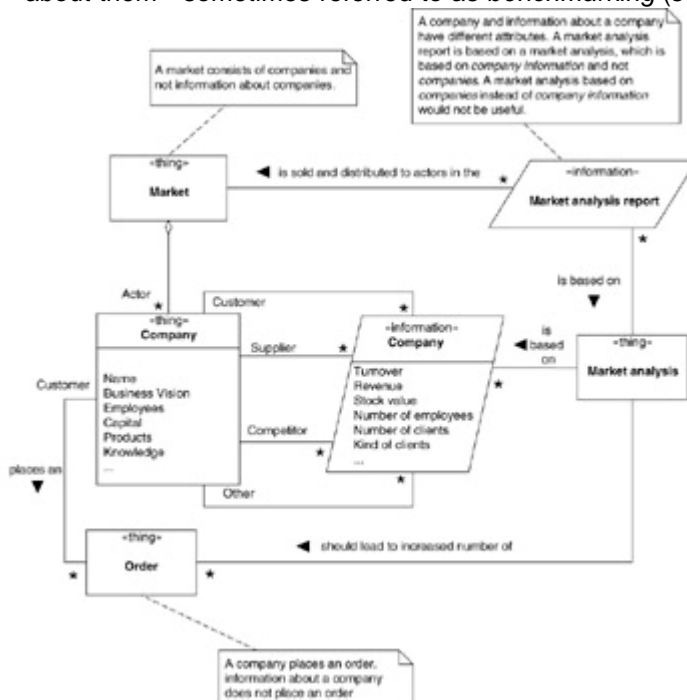 about them - sometimes referred to as benchmarking (s
A company and information about a company
have different attributes. A market analysis
report is based on a market analysis, which is
based on company information and not
companies. A market analysis based on
companies instead of company information
would not be useful.
A market consists of companies and
not information about companies.
«thing»
Market
◀ is sold and distributed to actors in the
*
«information»
Market analysis report
*
is based on
▼
Actor
*
Customer
*
«thing»
Company
Name
Business Vision
Employees
Capital
Products
Knowledge
...
Supplier
*
Competitor
*
Other
*
«information»
Company
Turnover
Revenue
Stock value
Number of employees
Number of clients
Kind of clients
...
is
◀ based
on
*
«thing»
Market analysis
Customer
places an
▼
*
«thing»
Order
*
◀ should lead to increased number of
A company places an order,
information about a company
does not place an order